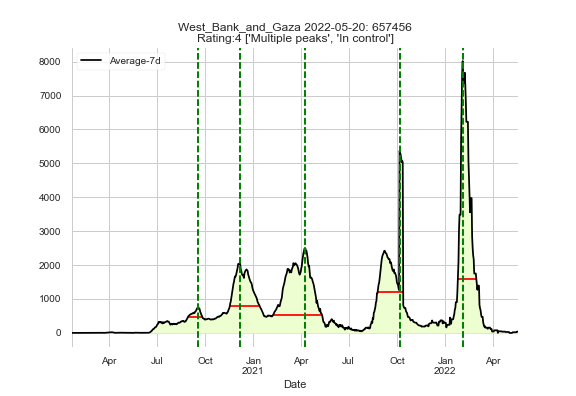 West_Bank_and_Gaza 2022-05-20: 657456
Rating:4 ['Multiple peaks', 'In control']
Average-7d
8000
7000
6000
5000
4000
3000
2000
1000
0
Apr Jul Oct Jan Apr Jul Oct Jan Apr
2021 2022
Date